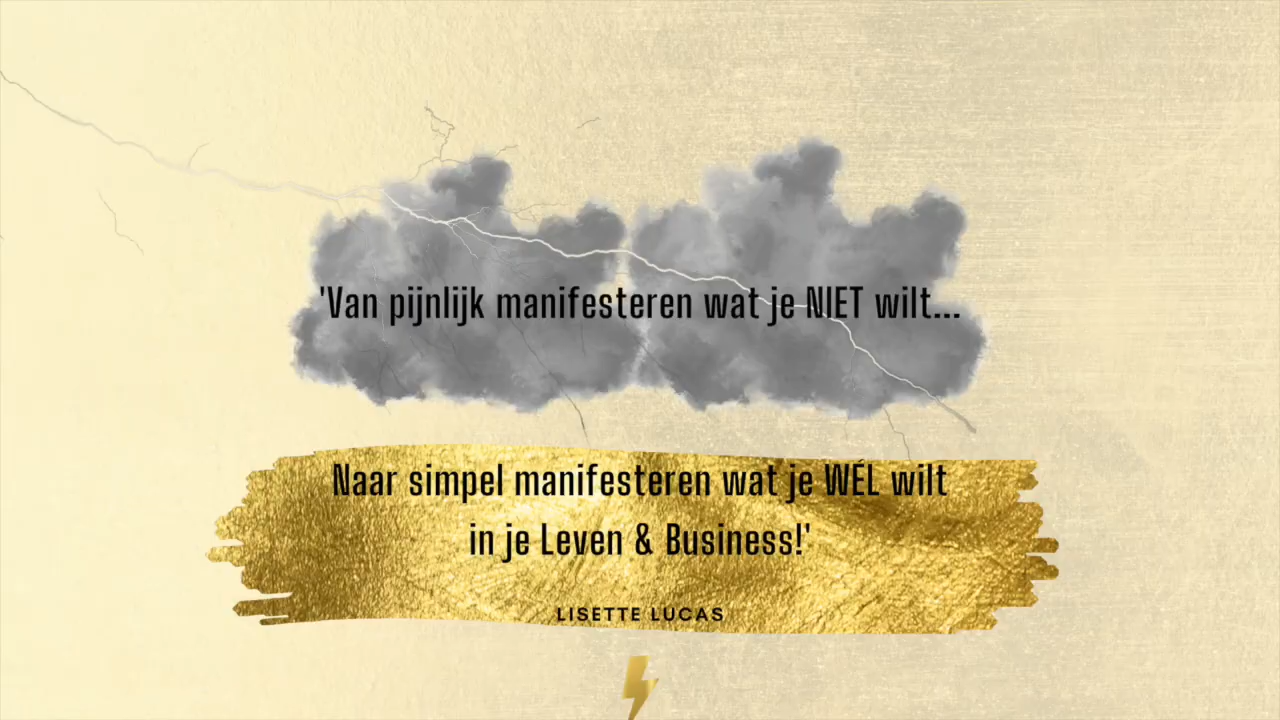 'Van pijnlijk manifesteren wat je NIET wilt...
Naar simpel manifesteren wat je WÉL wilt
in je Leven & Business!'
LISETTE LUCAS